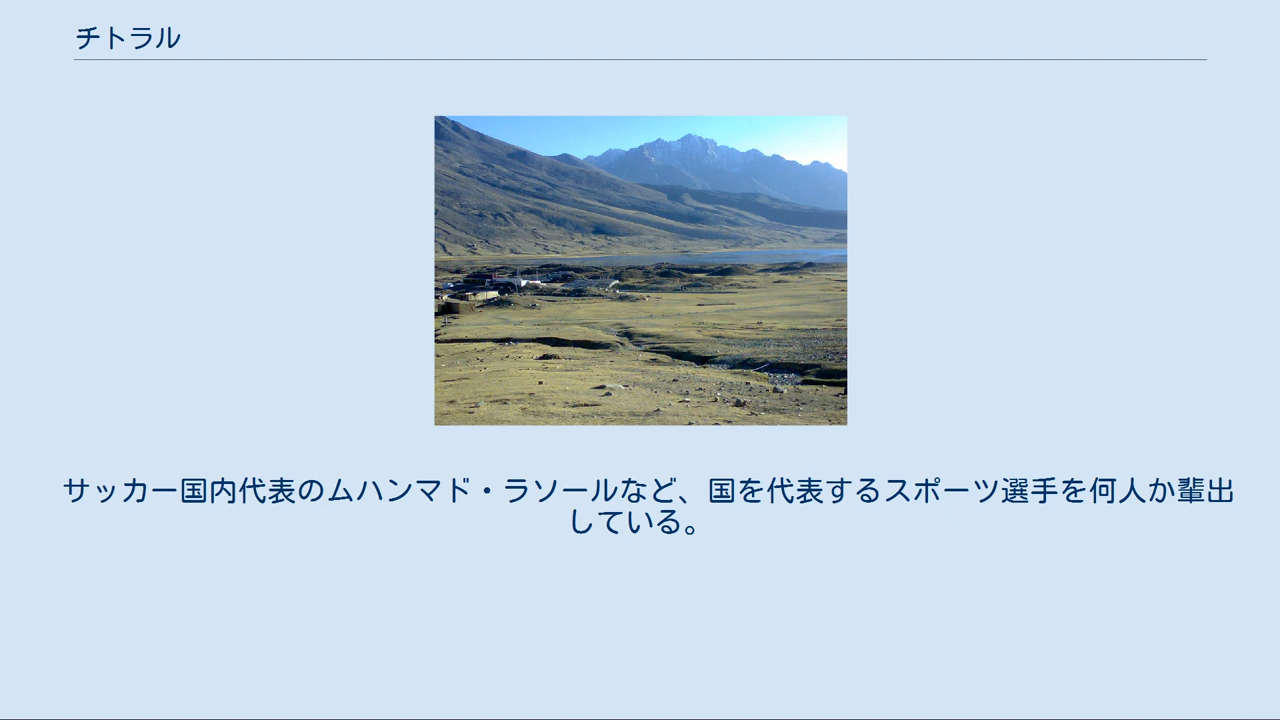 チトラル
サッカー国内代表のムハンマド・ラソールなど、国を代表するスポーツ選手を何人か輩出
している。